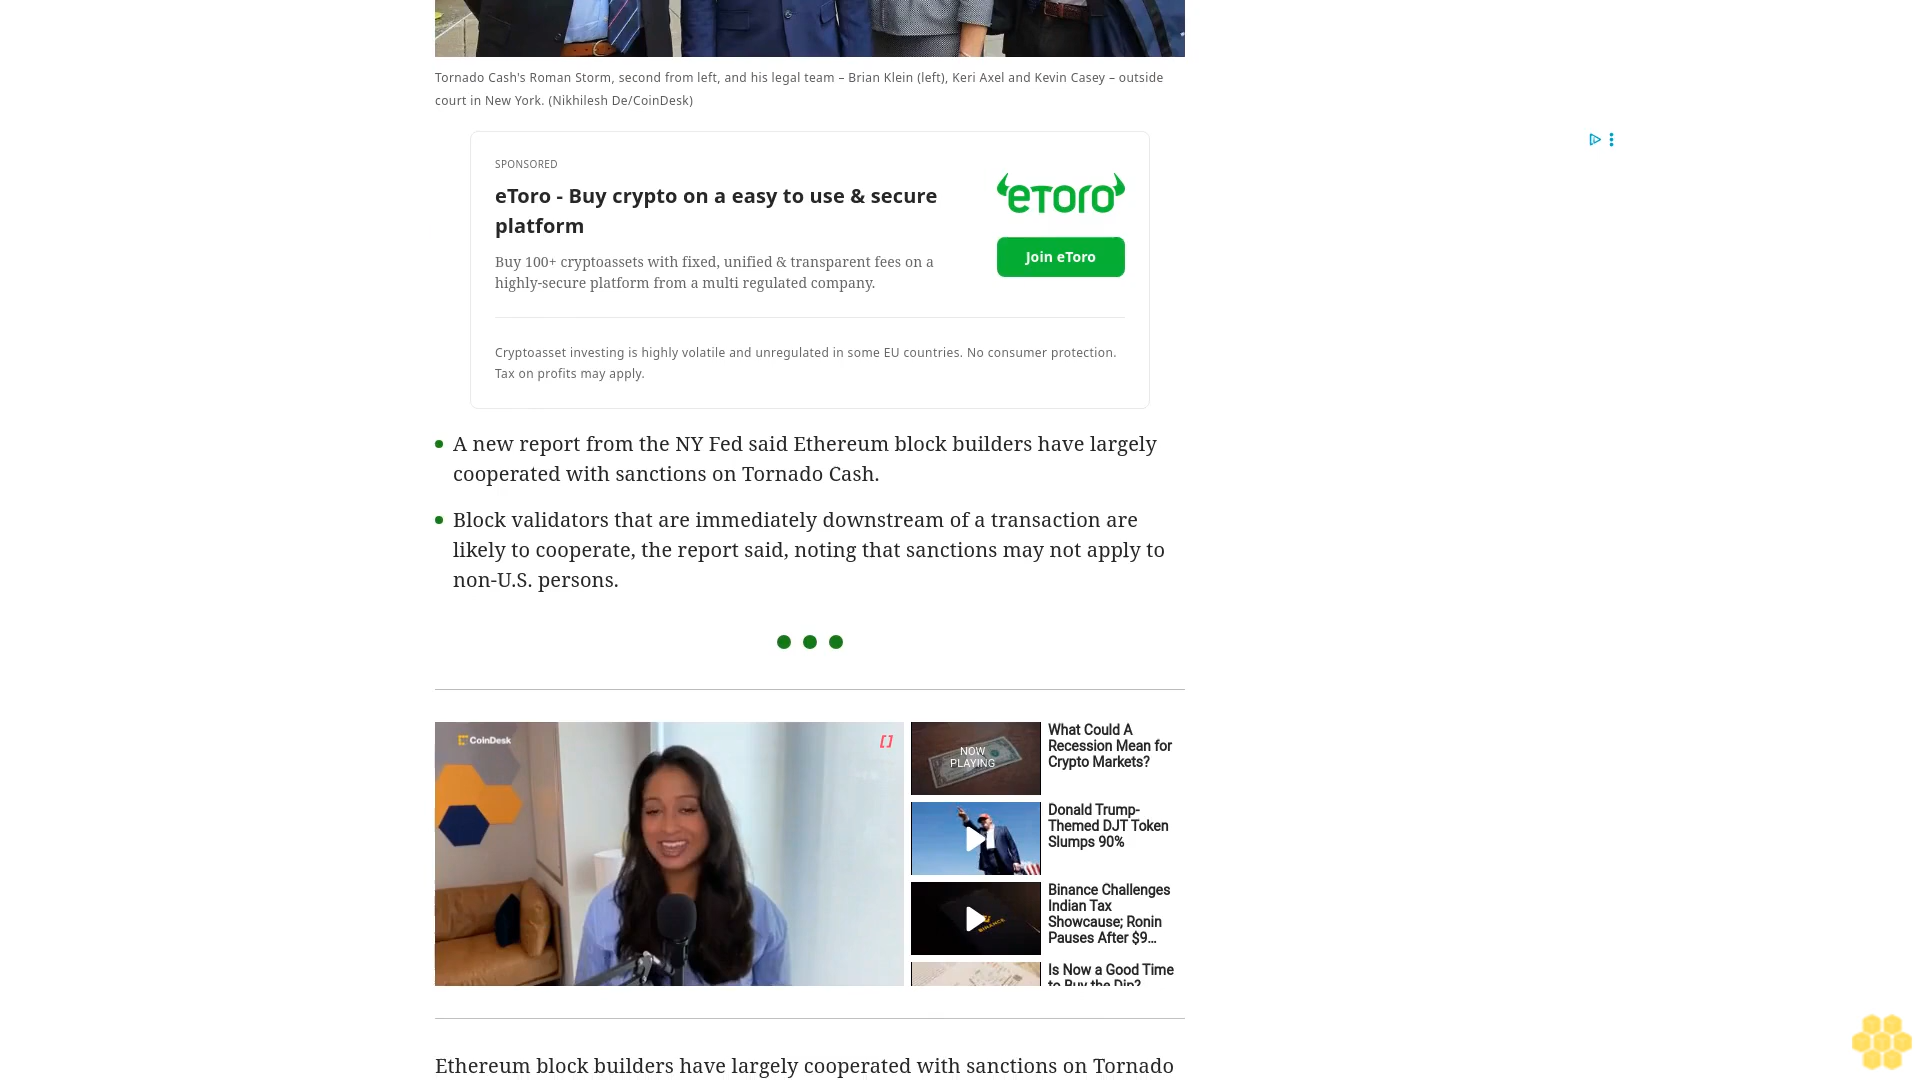 Tornado Cash's Roman Storm, second from left, and his legal team – Brian Klein (left), Keri Axel and Kevin Casey – outside
court in New York. (Nikhilesh De/CoinDesk)
SPONSORED
eToro - Buy crypto on a easy to use & secure
platform
Buy 100+ cryptoassets with fixed, unified & transparent fees on a
highly-secure platform from a multi regulated company.
eToro
Join eToro
Cryptoasset investing is highly volatile and unregulated in some EU countries. No consumer protection.
Tax on profits may apply.
A new report from the NY Fed said Ethereum block builders have largely
cooperated with sanctions on Tornado Cash.
Block validators that are immediately downstream of a transaction are
likely to cooperate, the report said, noting that sanctions may not apply to
non-U.S. persons.
CoinDesk
NOW
PLAYING
What Could A
Recession Mean for
Crypto Markets?
Donald Trump-
Themed DJT Token
Slumps 90%
BINANCE
Binance Challenges
Indian Tax
Showcause; Ronin
Pauses After $9...
Is Now a Good Time
to Buy the Dip?
Ethereum block builders have largely cooperated with sanctions on Tornado